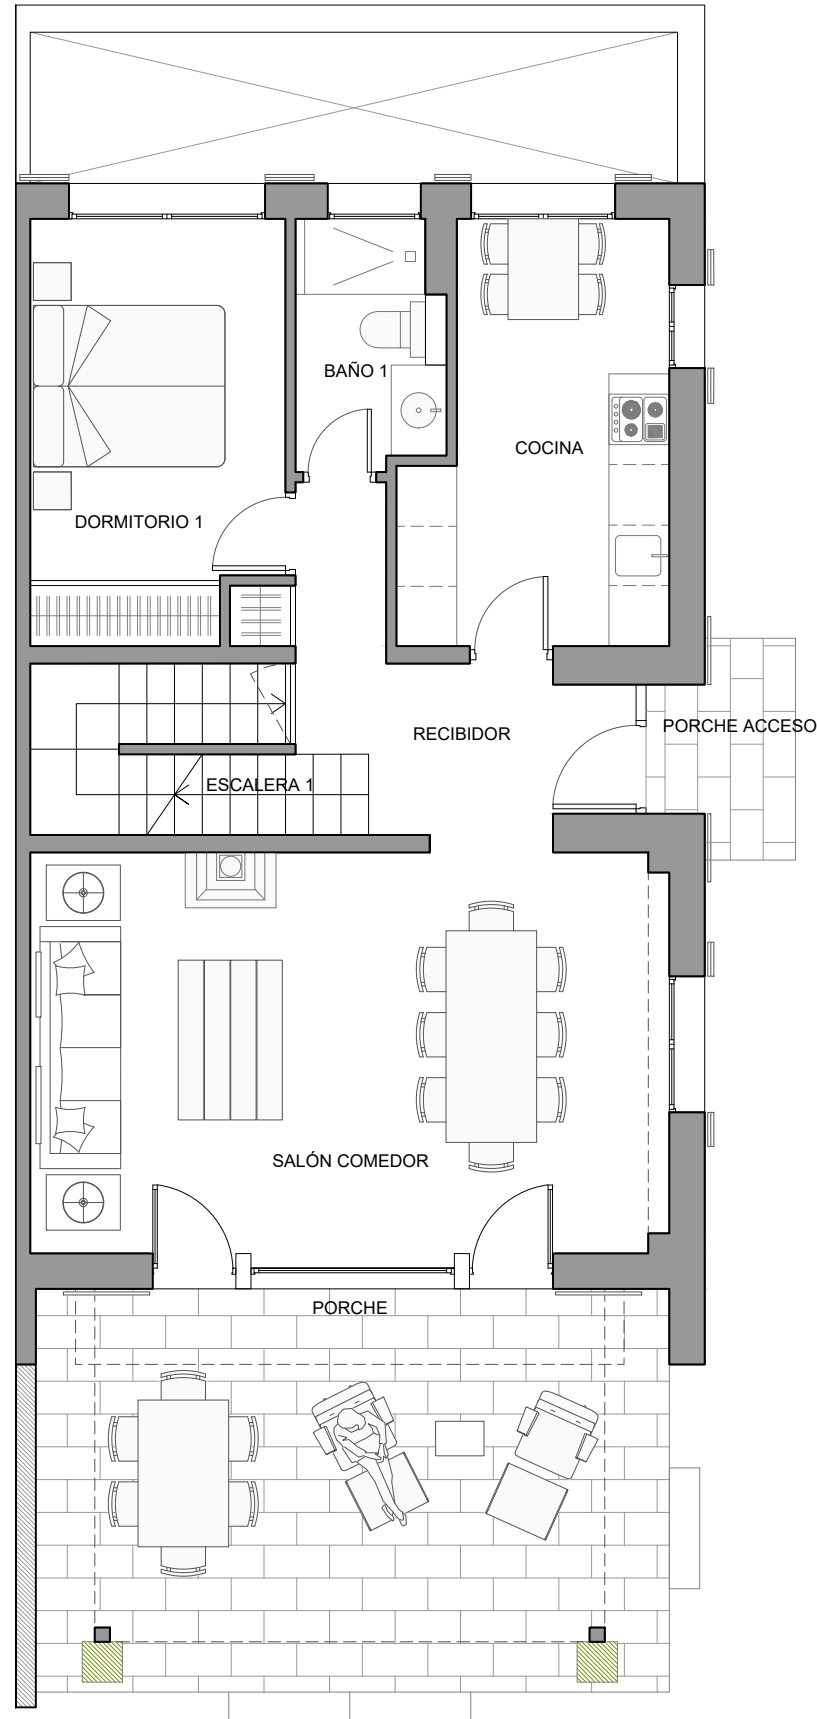 BAÑO 1
COCINA
DORMITORIO 1
PORCHE ACCESO
RECIBIDOR
ESCALERA 1
SALÓN COMEDOR
PORCHE